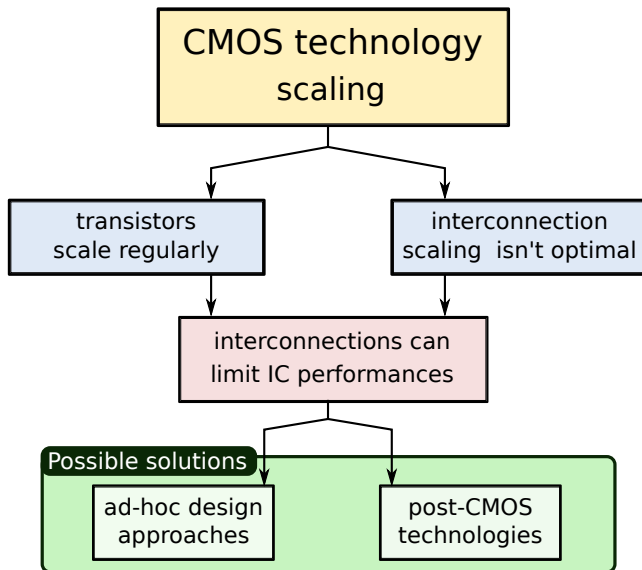 CMOS technology
scaling
transistors
scale regularly
interconnection
scaling isn't optimal
interconnections can
limit IC performances
Possible solutions
ad-hoc design
approaches
post-CMOS
technologies